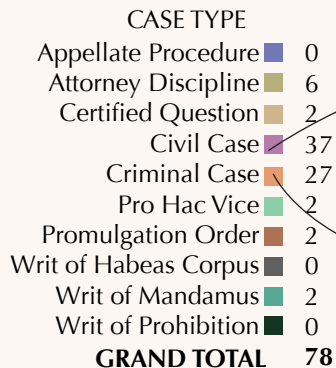 CASE TYPE
Appellate Procedure 0
Attorney Discipline 6
Certified Question 2
Civil Case 37
Criminal Case 27
Pro Hac Vice 2
Promulgation Order 2
Writ of Habeas Corpus 0
Writ of Mandamus 2
Writ of Prohibition 0
GRAND TOTAL 78